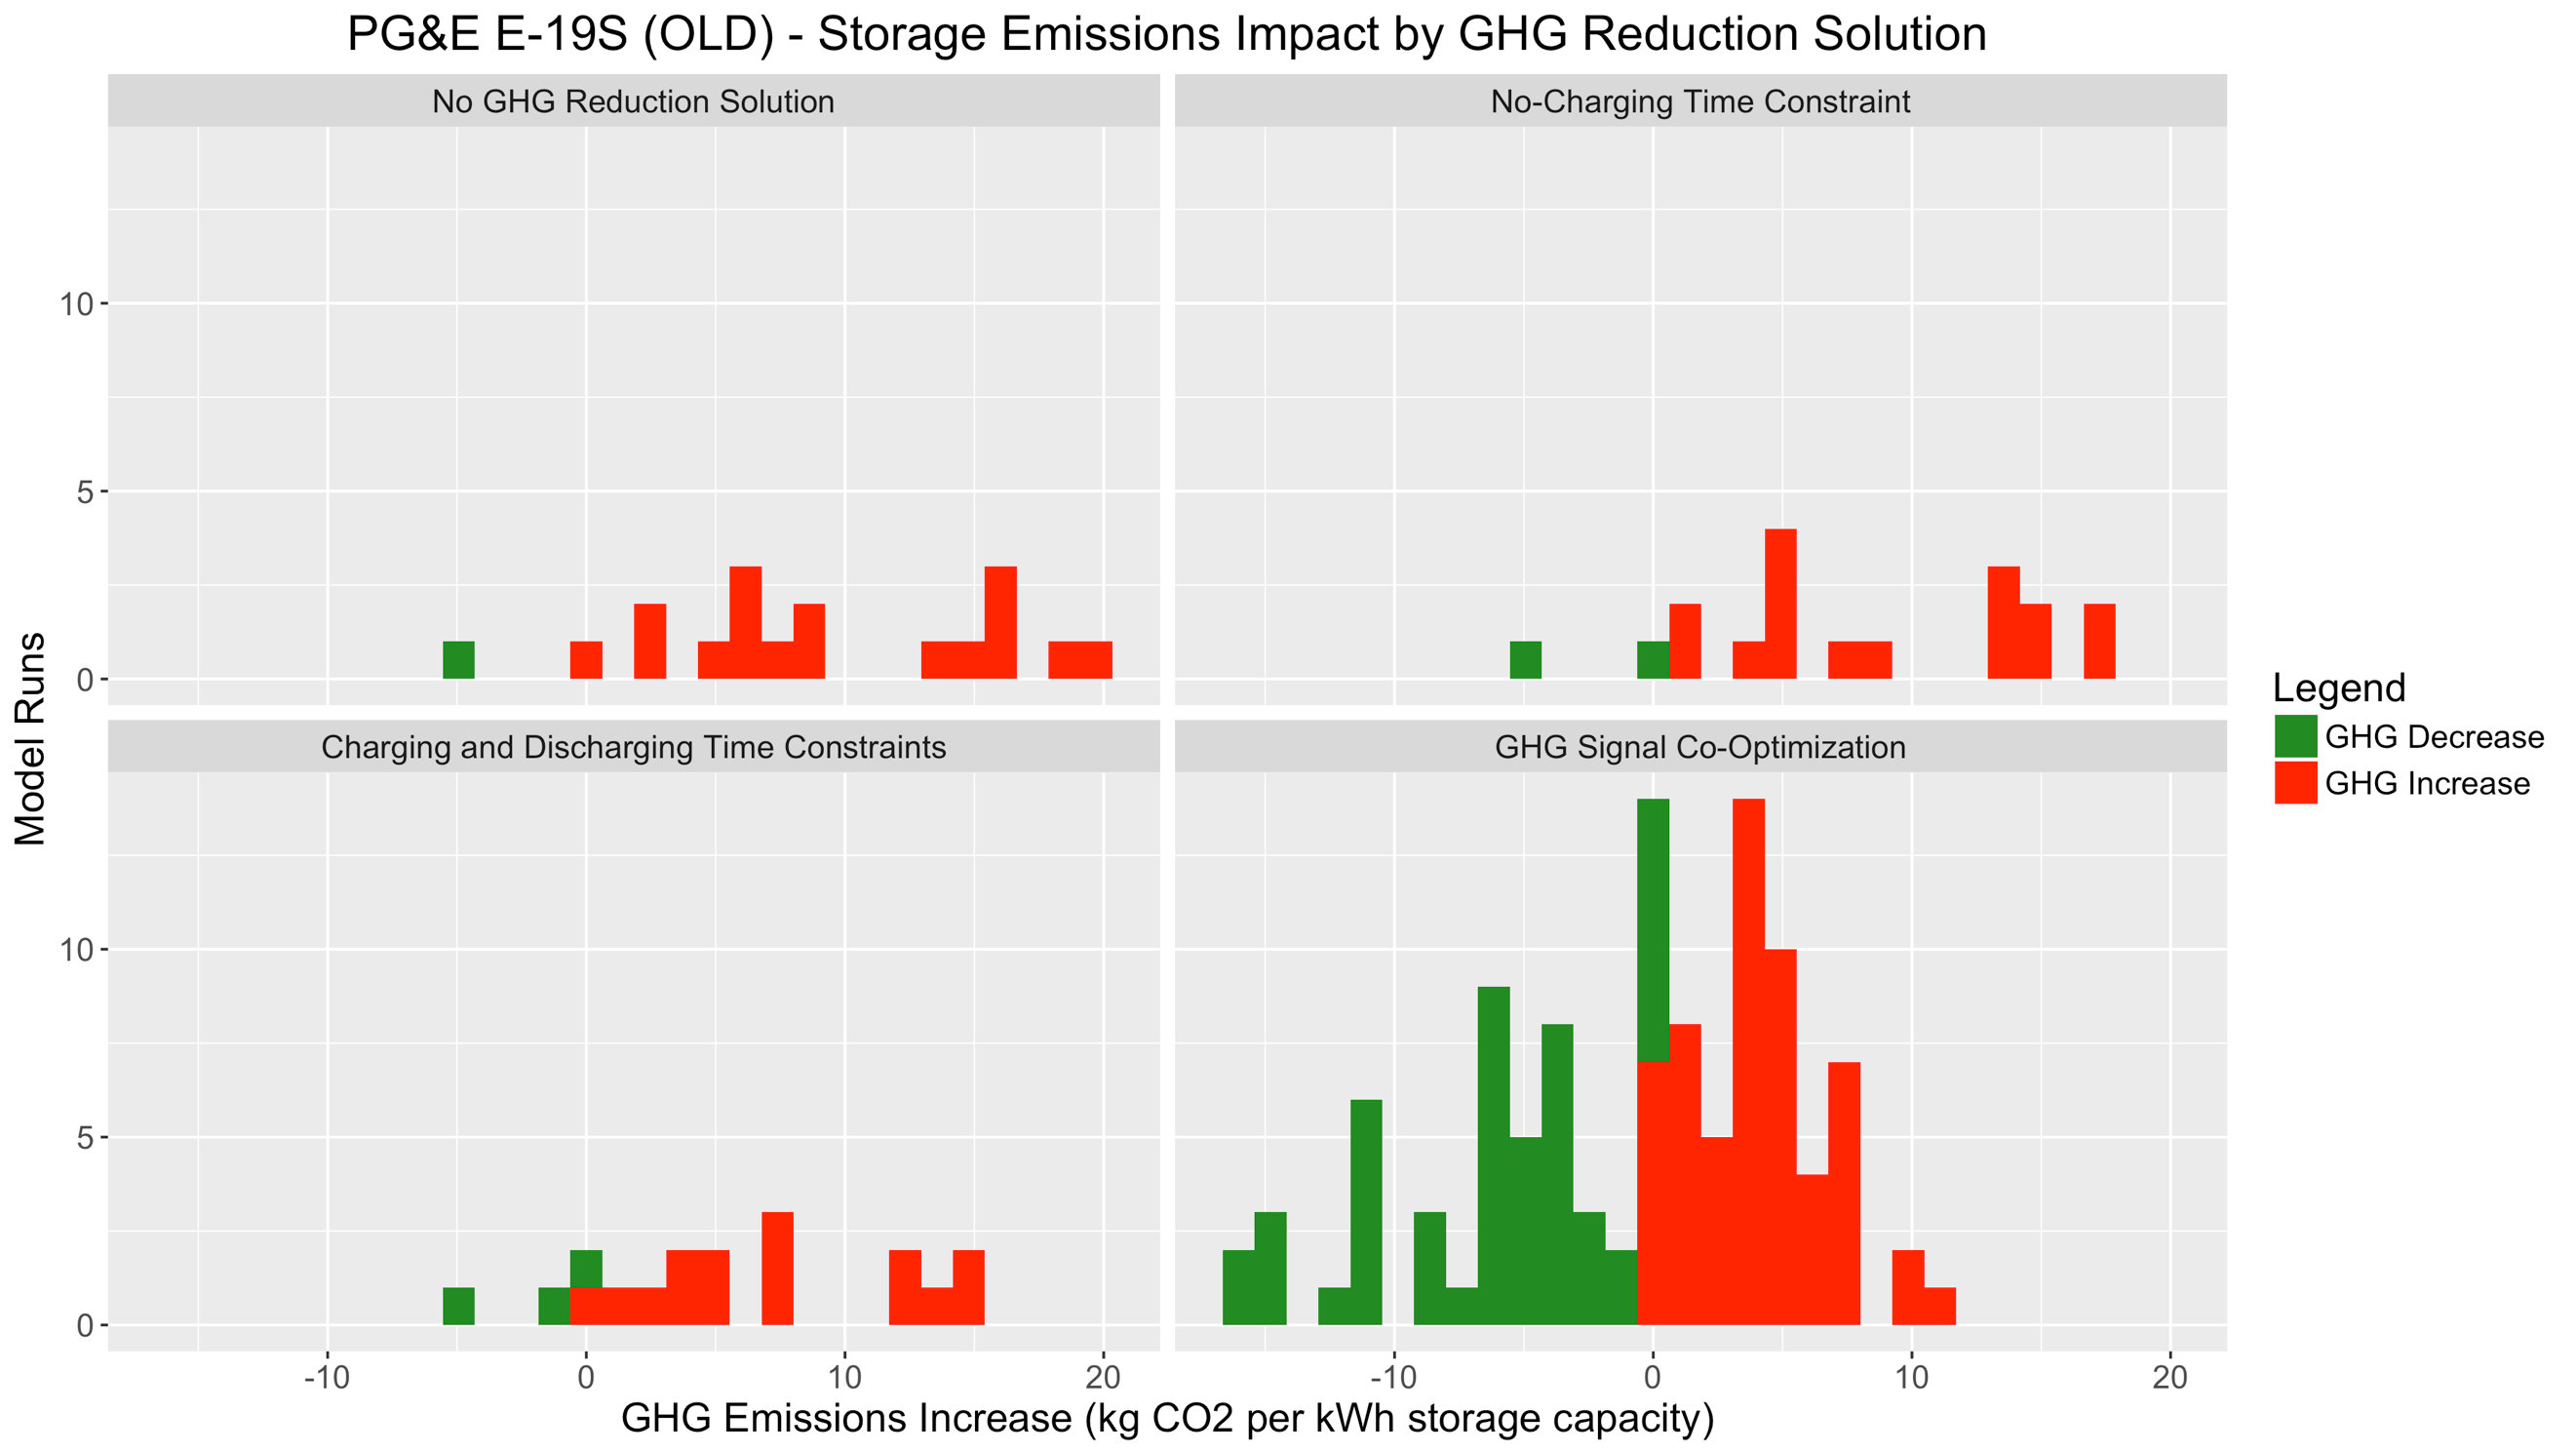 PG&E E-19S (OLD) - Storage Emissions Impact by GHG Reduction Solution
No GHG Reduction Solution
No-Charging Time Constraint
10
5
0
Charging and Discharging Time Constraints
GHG Signal Co-Optimization
10
5
0
Model Runs
-10 0 10 20
-10 0 10 20
GHG Emissions Increase (kg CO2 per kWh storage capacity)
Legend
GHG Decrease
GHG Increase